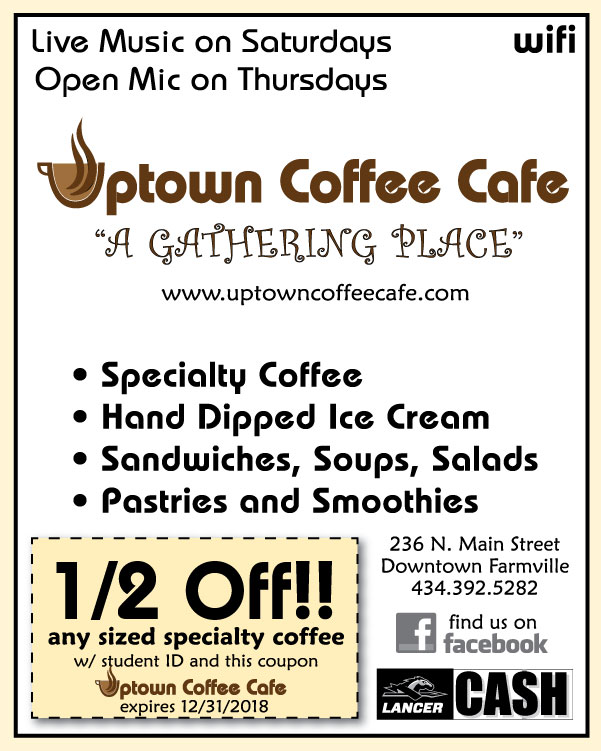 Live Music on Saturdays
wifi
Open Mic on Thursdays
Uptown Coffee Cafe
“A GATHERING PLACE”
www.uptowncoffeecafe.com
• Specialty Coffee
• Hand Dipped Ice Cream
• Sandwiches, Soups, Salads
• Pastries and Smoothies
1/2 Off!!
any sized specialty coffee
w/ student ID and this coupon
Uptown Coffee Cafe
expires 12/31/2018
236 N. Main Street
Downtown Farmville
434.392.5282
f
find us on
facebook
LANCER CASH